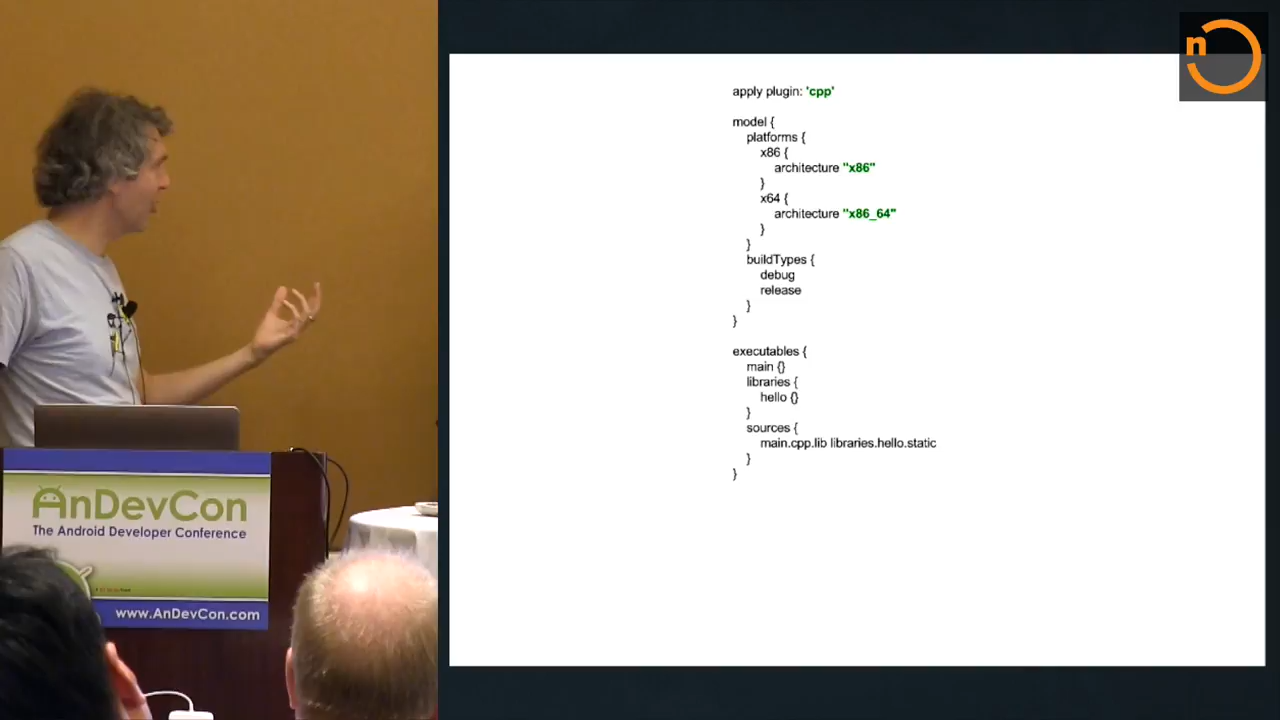 n
apply plugin: 'cpp'
model {
platforms {
x86 {
architecture "x86"
}
x64 {
architecture "x86_64"
}
}
buildTypes {
debug
release
}
}
executables {
main {}
libraries {
hello {}
}
sources {
main.cpp.lib libraries.hello.static
}
}
AnDevCon
The Android Developer Conference
www.AnDevCon.com